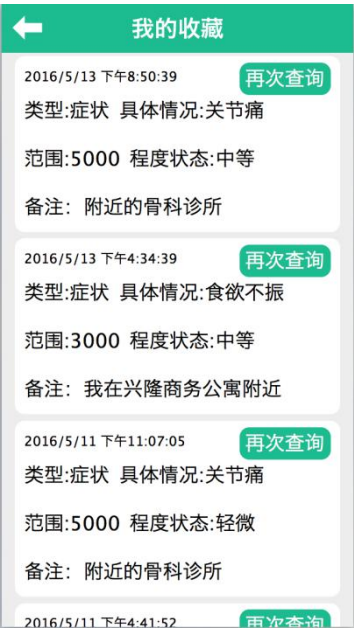 我的收藏
2016/5/13 下午8:50:39 再次查询
类型:症状 具体情况:关节痛
范围:5000 程度状态:中等
备注: 附近的骨科诊所
2016/5/13 下午4:34:39 再次查询
类型:症状 具体情况:食欲不振
范围:3000 程度状态:中等
备注: 我在兴隆商务公寓附近
2016/5/11 下午11:07:05 再次查询
类型:症状 具体情况:关节痛
范围:5000 程度状态:轻微
备注: 附近的骨科诊所
2016/5/11 下午4:41:52 再次查询